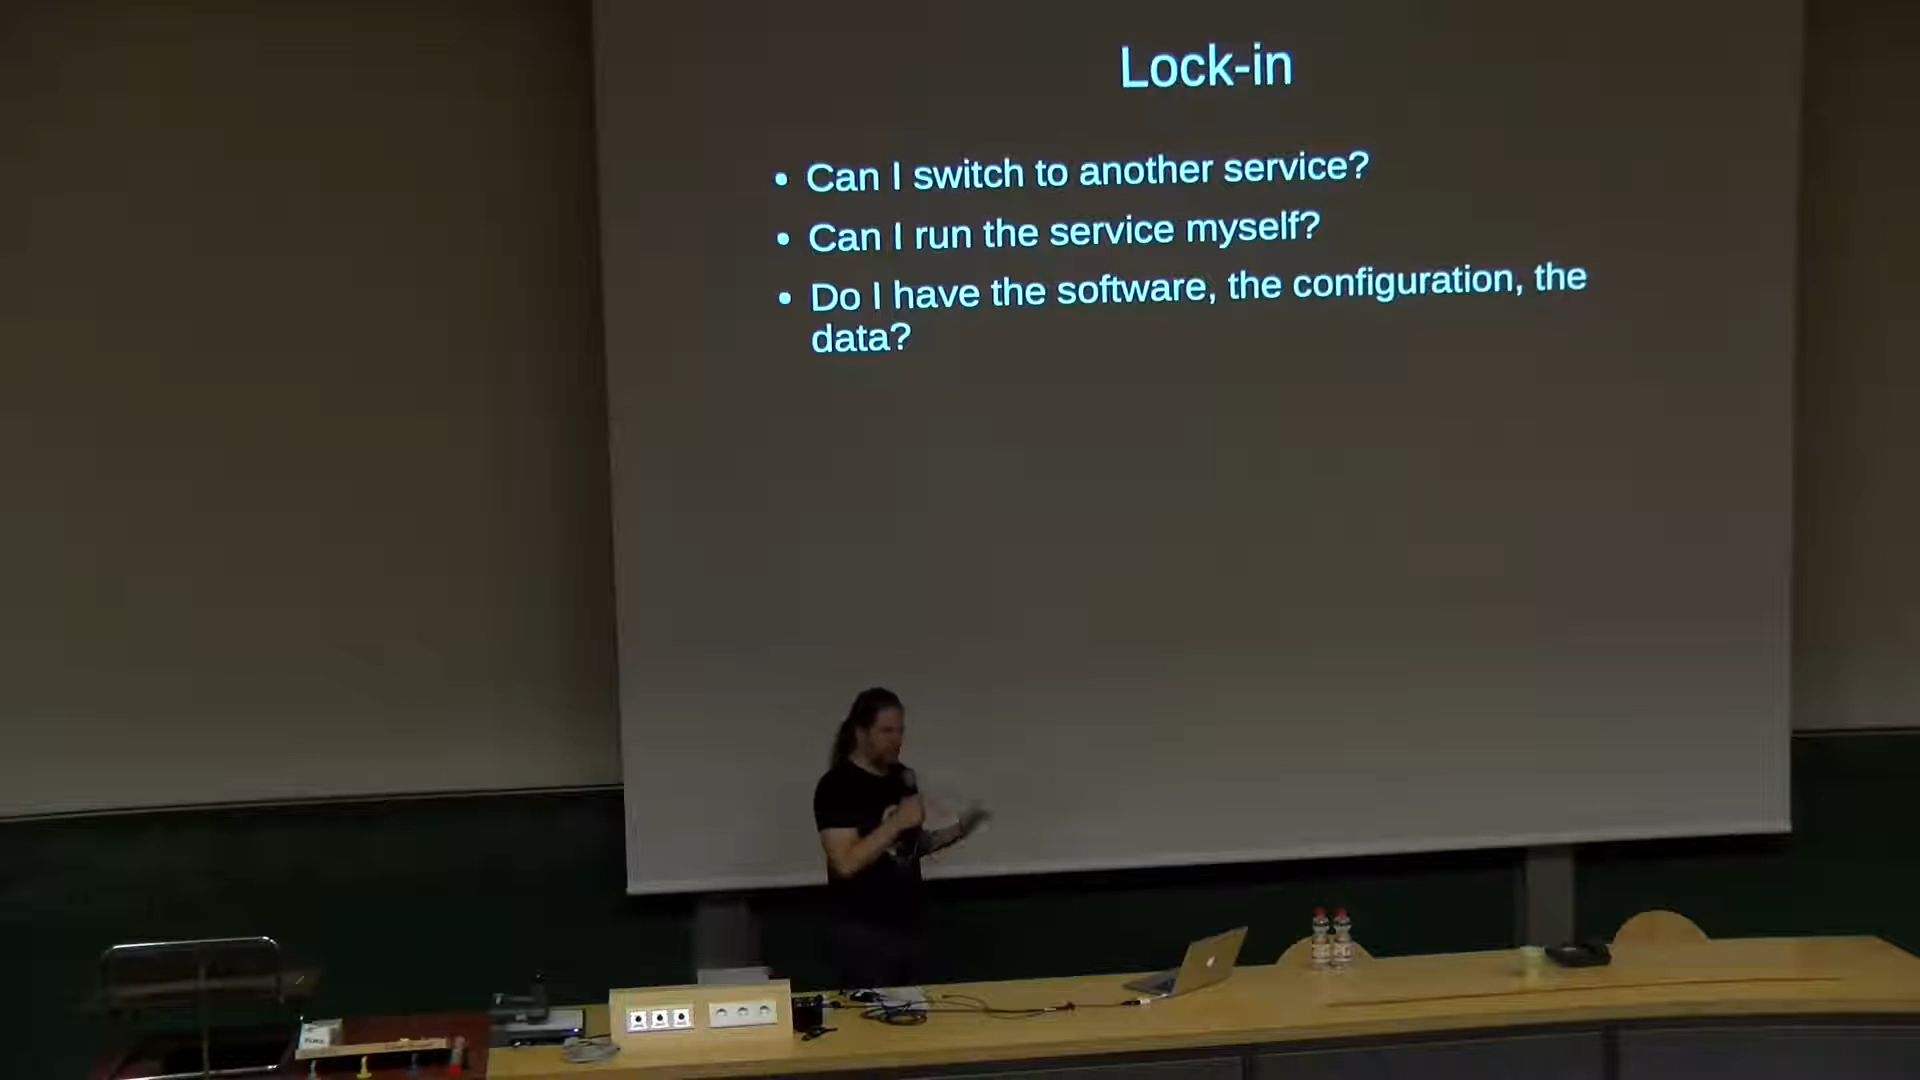 Lock-in
• Can I switch to another service?
• Can I run the service myself?
• Do I have the software, the configuration, the
data?